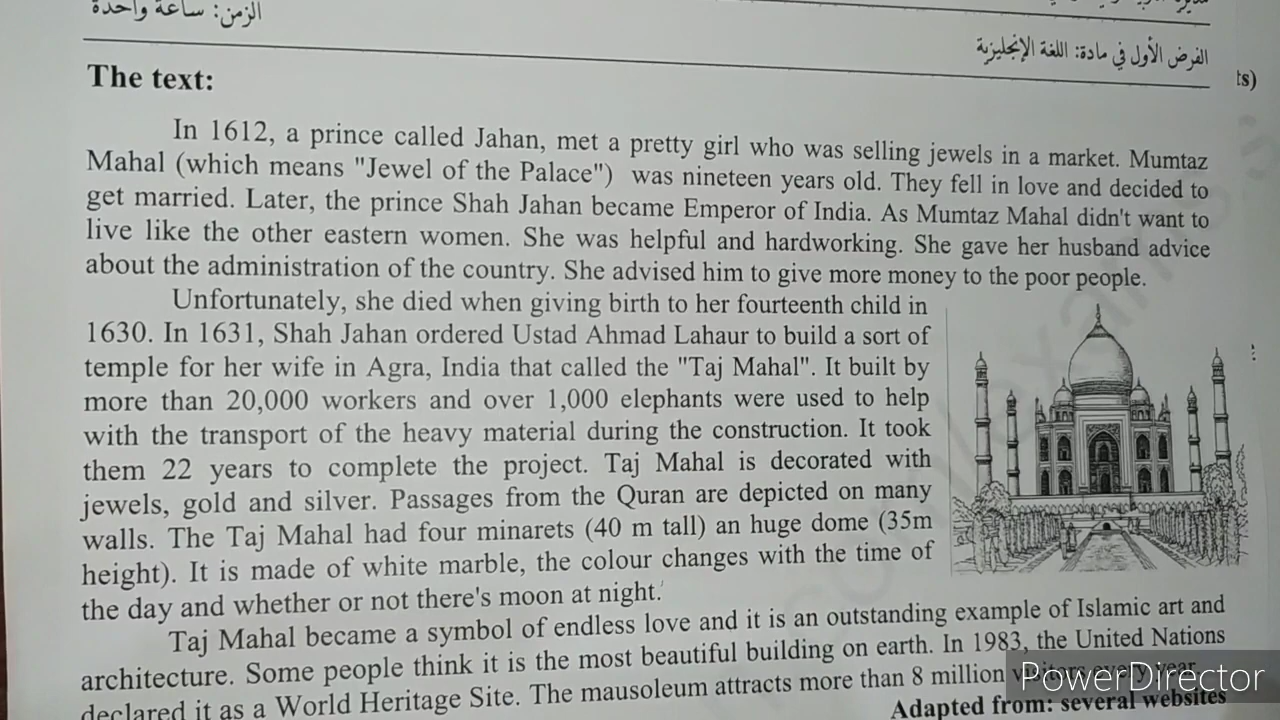 الزمن: ساعة واحدة
الفرض الأول في مادة: اللغة الإنجليزية
ts)
The text:
In 1612, a prince called Jahan, met a pretty girl who was selling jewels in a market. Mumtaz
Mahal (which means "Jewel of the Palace") was nineteen years old. They fell in love and decided to
get married. Later, the prince Shah Jahan became Emperor of India. As Mumtaz Mahal didn't want to
live like the other eastern women. She was helpful and hardworking. She gave her husband advice
about the administration of the country. She advised him to give more money to the poor people.
Unfortunately, she died when giving birth to her fourteenth child in
1630. In 1631, Shah Jahan ordered Ustad Ahmad Lahaur to build a sort of
temple for her wife in Agra, India that called the "Taj Mahal". It built by
more than 20,000 workers and over 1,000 elephants were used to help
with the transport of the heavy material during the construction. It took
them 22 years to complete the project. Taj Mahal is decorated with
jewels, gold and silver. Passages from the Quran are depicted on many
walls. The Taj Mahal had four minarets (40 m tall) an huge dome (35m
height). It is made of white marble, the colour changes with the time of
the day and whether or not there's moon at night.
Taj Mahal became a symbol of endless love and it is an outstanding example of Islamic art and
architecture. Some people think it is the most beautiful building on earth. In 1983, the United Nations
declared it as a World Heritage Site. The mausoleum attracts more than 8 million visitors every year
Adapted from: several websites
PowerDirector